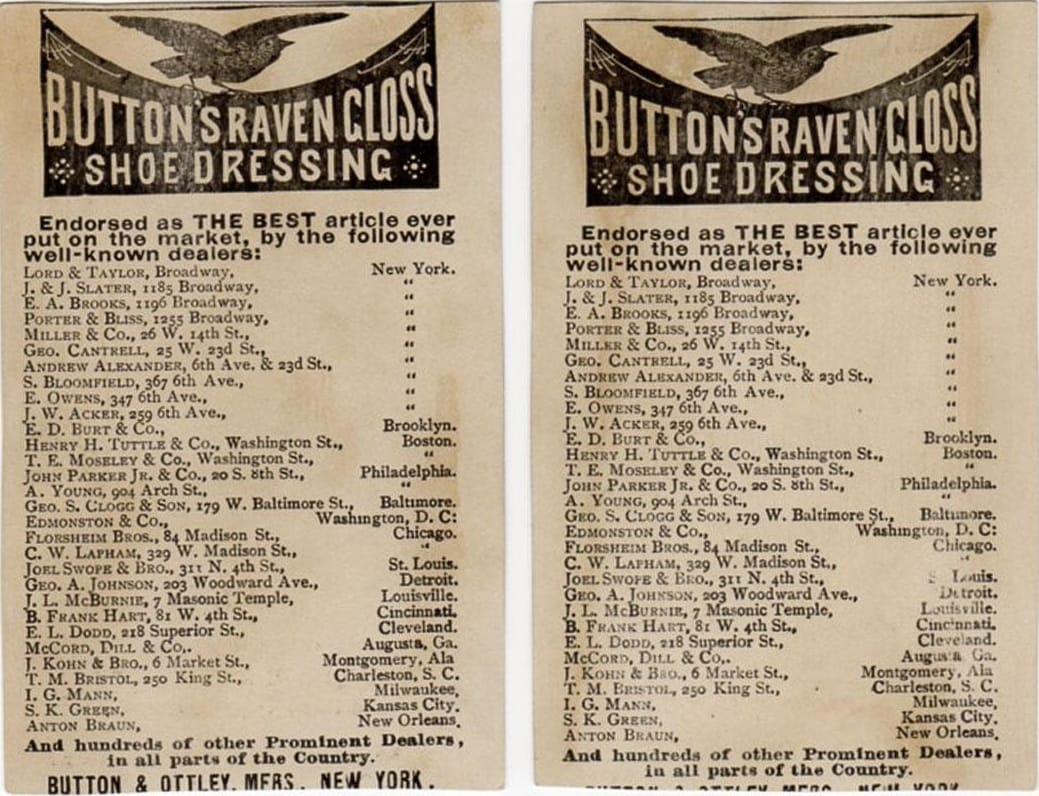 BUTTON'S RAVEN GLOSS
SHOE DRESSING
Endorsed as THE BEST article ever
put on the market, by the following
well-known dealers:
LORD & TAYLOR, Broadway, New York.
J. & J. SLATER, 1185 Broadway, "
E. A. BROOKS, 1196 Broadway, "
PORTER & BLISS, 1255 Broadway, "
MILLER & Co., 26 W. 14th St., "
GEO. CANTRELL, 25 W. 23d St., "
ANDREW ALEXANDER, 6th Ave. & 23d St., "
S. BLOOMFIELD, 367 6th Ave., "
E. OWENS, 347 6th Ave., "
J. W. ACKER, 259 6th Ave., "
E. D. BURT & Co., Brooklyn.
HENRY H. TUTTLE & Co., Washington St., Boston.
T. E. MOSELEY & Co., Washington St., "
JOHN PARKER JR. & Co., 20 S. 8th St., Philadelphia.
A. YOUNG, 904 Arch St., "
GEO. S. CLOGG & SON, 179 W. Baltimore St., Baltimore.
EDMONSTON & Co., Washington, D. C:
FLORSHEIM BROS., 84 Madison St., Chicago.
C. W. LAPHAM, 329 W. Madison St., "
JOEL SWOPE & BRO., 311 N. 4th St., St. Louis.
GEO. A. JOHNSON, 203 Woodward Ave., Detroit.
J. L. MCBURNIE, 7 Masonic Temple, Louisville.
B. FRANK HART, 81 W. 4th St., Cincinnati.
E. L. DODD, 218 Superior St., Cleveland.
MCCORD, DILL & Co,. Augusta, Ga.
J. KOHN & BRO., 6 Market St., Montgomery, Ala
T. M. BRISTOL, 250 King St., Charleston, S. C.
I. G. MANN, Milwaukee,
S. K. GREEN, Kansas City.
ANTON BRAUN, New Orleans.
And hundreds of other Prominent Dealers,
in all parts of the Country.
BUTTON & OTTLEY, MFRS. NEW YORK.
BUTTON'S RAVEN GLOSS
SHOE DRESSING
Endorsed as THE BEST article ever
put on the market, by the following
well-known dealers:
LORD & TAYLOR, Broadway, New York.
J. & J. SLATER, 1185 Broadway, "
E. A. BROOKS, 1196 Broadway, "
PORTER & BLISS, 1255 Broadway, "
MILLER & Co., 26 W. 14th St., "
GEO. CANTRELL, 25 W. 23d St., "
ANDREW ALEXANDER, 6th Ave. & 23d St., "
S. BLOOMFIELD, 367 6th Ave., "
E. OWENS, 347 6th Ave., "
J. W. ACKER, 259 6th Ave., "
E. D. BURT & Co., Brooklyn.
HENRY H. TUTTLE & Co., Washington St., Boston.
T. E. MOSELEY & Co., Washington St., "
JOHN PARKER JR. & Co., 20 S. 8th St., Philadelphia.
A. YOUNG, 904 Arch St., "
GEO. S. CLOGG & SON, 179 W. Baltimore St., Baltimore.
EDMONSTON & Co., Washington, D. C:
FLORSHEIM BROS., 84 Madison St., Chicago.
C. W. LAPHAM, 329 W. Madison St., "
JOEL SWOPE & BRO., 311 N. 4th St., Louis.
GEO. A. JOHNSON, 203 Woodward Ave., Detroit.
J. L. MCBURNIE, 7 Masonic Temple, Louisville.
B. FRANK HART, 81 W. 4th St., Cincinnati.
E. L. DODD, 218 Superior St., Cleveland.
MCCORD, DILL & Co,. Augusta Ga.
J. KOHN & BRO., 6 Market St., Montgomery, Ala
T. M. BRISTOL, 250 King St., Charleston, S. C.
I. G. MANN, Milwaukee,
S. K. GREEN, Kansas City.
ANTON BRAUN, New Orleans.
And hundreds of other Prominent Dealers,
in all parts of the Country.